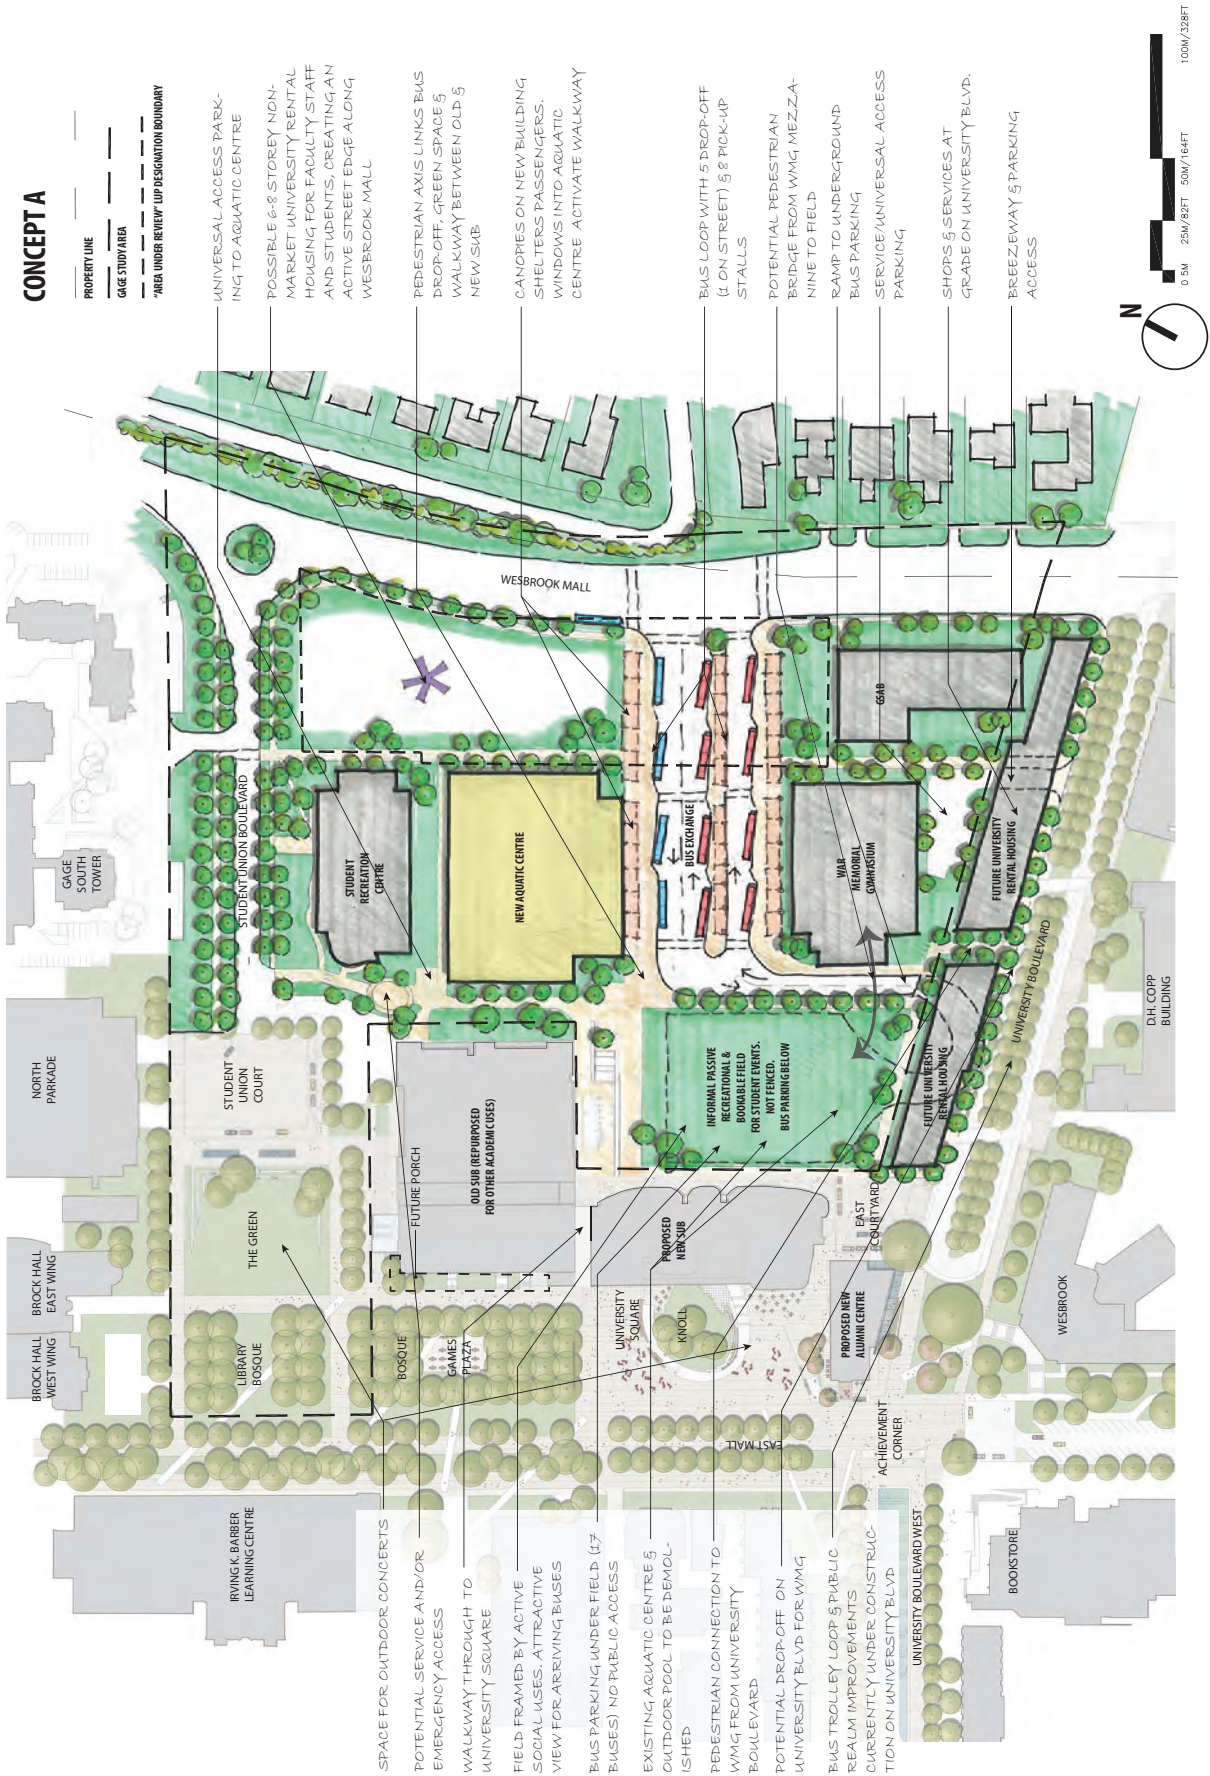 CONCEPT A
PROPERTY LINE
GAGE STUDY AREA
"AREA UNDER REVIEW" LUP DESIGNATION BOUNDARY
UNIVERSAL ACCESS PARK-
ING TO AQUATIC CENTRE
POSSIBLE 6-8 STOREY NON-
MARKET UNIVERSITY RENTAL
HOUSING FOR FACULTY STAFF
AND STUDENTS, CREATING AN
ACTIVE STREET EDGE ALONG
WESBROOK MALL
PEDESTRIAN AXIS LINKS BUS
DROP-OFF, GREEN SPACE &
WALKWAY BETWEEN OLD &
NEW SUB
CANOPIES ON NEW BUILDING
SHELTERS PASSENGERS.
WINDOWS INTO AQUATIC
CENTRE ACTIVATE WALKWAY
BUS LOOP WITH 5 DROP-OFF
(1 ON STREET) & 8 PICK-UP
STALLS
POTENTIAL PEDESTRIAN
BRIDGE FROM WMG MEZZA-
NINE TO FIELD
RAMP TO UNDERGROUND
BUS PARKING
SERVICE/UNIVERSAL ACCESS
PARKING
SHOPS & SERVICES AT
GRADE ON UNIVERSITY BLVD.
BREEZEWAY & PARKING
ACCESS
N
0 5M 25M/82FT 50M/164FT 100M/328FT
WESBROOK MALL
GAGE
SOUTH
TOWER
STUDENT UNION BOULEVARD
STUDENT
RECREATION
CENTRE
NEW AQUATIC CENTRE
BUS EXCHANGE
WAR
MEMORIAL
GYMNASIUM
GSAB
FUTURE UNIVERSITY
RENTAL HOUSING
FUTURE UNIVERSITY
RENTAL HOUSING
UNIVERSITY BOULEVARD
D.H. COPP
BUILDING
NORTH
PARKADE
STUDENT
UNION
COURT
OLD SUB (REPURPOSED
FOR OTHER ACADEMIC USES)
FUTURE PORCH
INFORMAL PASSIVE
RECREATIONAL &
BOOKABLE FIELD
FOR STUDENT EVENTS.
NOT FENCED.
BUS PARKING BELOW
BROCK HALL
EAST WING
BROCK HALL
WEST WING
THE GREEN
LIBRARY
BOSQUE
BOSQUE
GAMES
PLAZA
UNIVERSITY
SQUARE
KNOLL
PROPOSED
NEW SUB
EAST
COURTYARD
PROPOSED NEW
ALUMNI CENTRE
WESBROOK
EAST MALL
ACHIEVEMENT
CORNER
IRVING K. BARBER
LEARNING CENTRE
UNIVERSITY BOULEVARD WEST
BOOKSTORE
SPACE FOR OUTDOOR CONCERTS
POTENTIAL SERVICE AND/OR
EMERGENCY ACCESS
WALKWAY THROUGH TO
UNIVERSITY SQUARE
FIELD FRAMED BY ACTIVE
SOCIAL USES. ATTRACTIVE
VIEW FOR ARRIVING BUSES
BUS PARKING UNDER FIELD (17
BUSES) NO PUBLIC ACCESS
EXISTING AQUATIC CENTRE &
OUTDOOR POOL TO BE DEMOL-
ISHED
PEDESTRIAN CONNECTION TO
WMG FROM UNIVERSITY
BOULEVARD
POTENTIAL DROP-OFF ON
UNIVERSITY BLVD FOR WMG
BUS TROLLEY LOOP & PUBLIC
REALM IMPROVEMENTS
CURRENTLY UNDER CONSTRUC-
TION ON UNIVERSITY BLVD